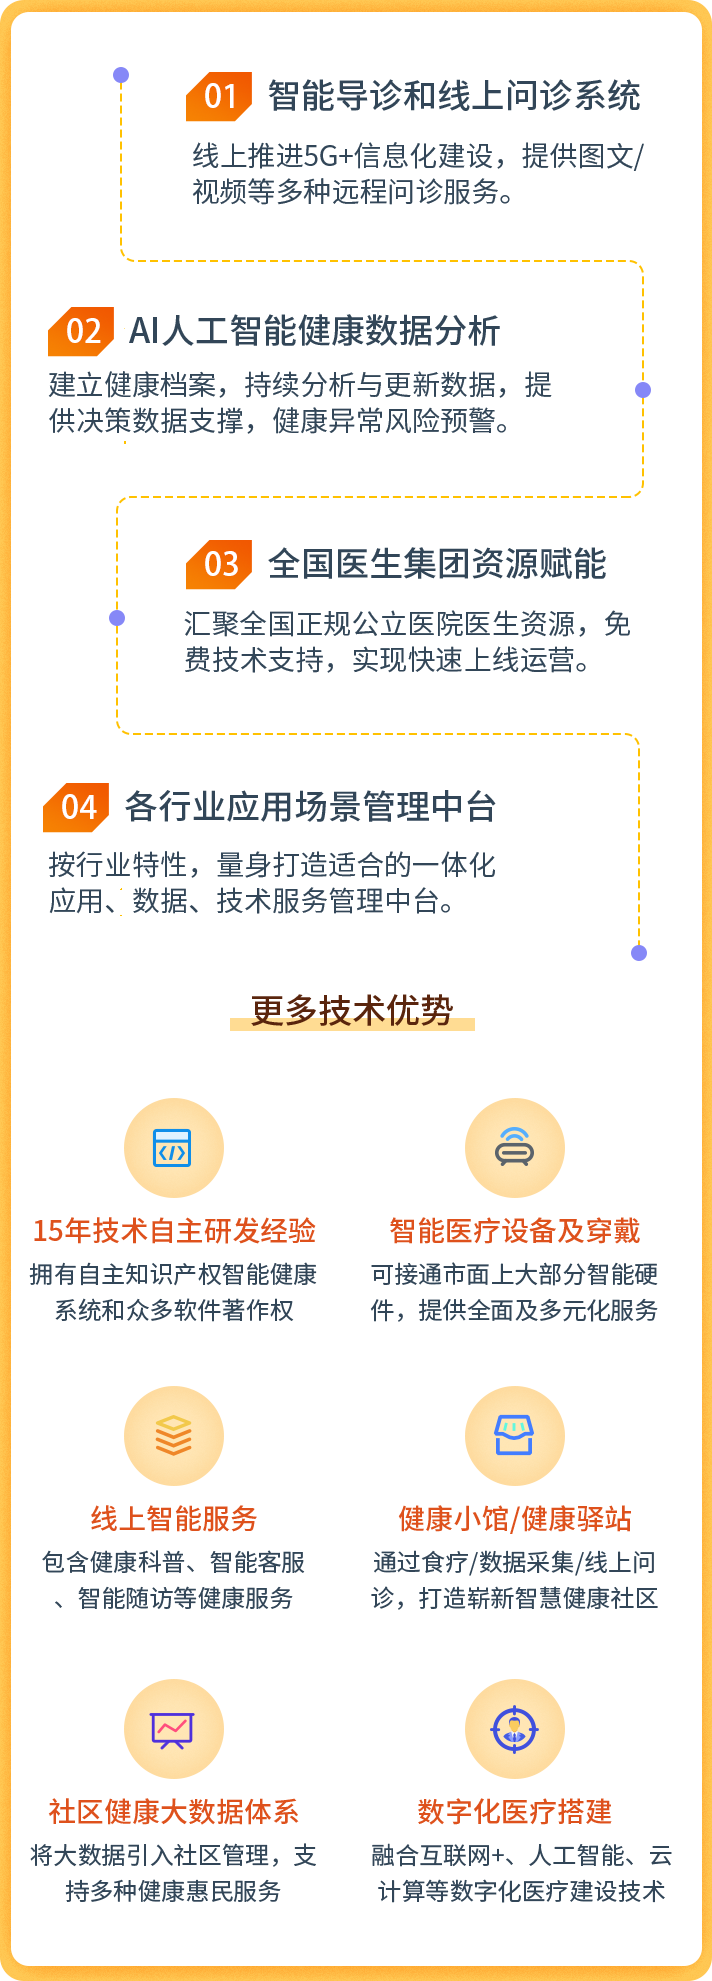 01 智能导诊和线上问诊系统
线上推进5G+信息化建设，提供图文/
视频等多种远程问诊服务。
02 AI人工智能健康数据分析
建立健康档案，持续分析与更新数据，提
供决策数据支撑，健康异常风险预警。
03 全国医生集团资源赋能
汇聚全国正规公立医院医生资源，免
费技术支持，实现快速上线运营。
04 各行业应用场景管理中台
按行业特性，量身打造适合的一体化
应用、数据、技术服务管理中台。
更多技术优势
15年技术自主研发经验
拥有自主知识产权智能健康
系统和众多软件著作权
智能医疗设备及穿戴
可接通市面上大部分智能硬
件，提供全面及多元化服务
线上智能服务
包含健康科普、智能客服
、智能随访等健康服务
健康小馆/健康驿站
通过食疗/数据采集/线上问
诊，打造崭新智慧健康社区
社区健康大数据体系
将大数据引入社区管理，支
持多种健康惠民服务
数字化医疗搭建
融合互联网+、人工智能、云
计算等数字化医疗建设技术